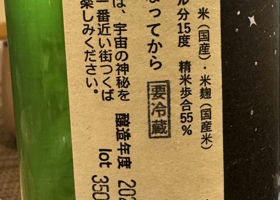 米(国産)・米麹(国産米)
ル分15度 精米歩合55%
なってから 要冷蔵
は、宇宙の神秘を
一番近い街つくば
楽しみください。
醸造年度 20
lot 350